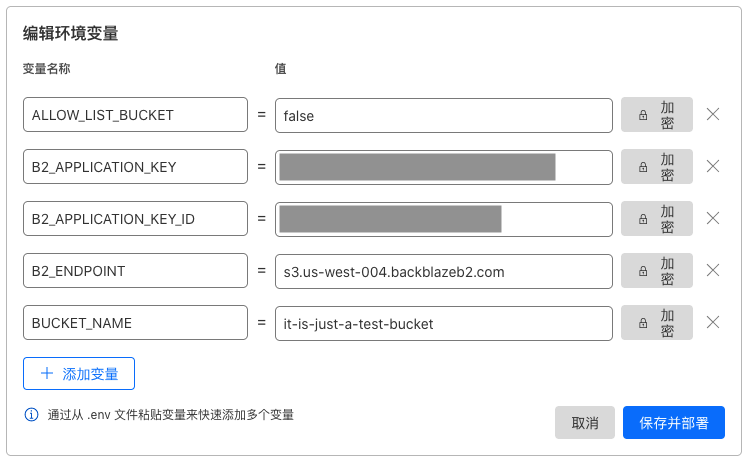 编辑环境变量
变量名称 值
ALLOW_LIST_BUCKET = false 加密
B2_APPLICATION_KEY = 加密
B2_APPLICATION_KEY_ID = 加密
B2_ENDPOINT = s3.us-west-004.backblazeb2.com 加密
BUCKET_NAME = it-is-just-a-test-bucket 加密
添加变量
通过从 .env 文件粘贴变量来快速添加多个变量
取消 保存并部署